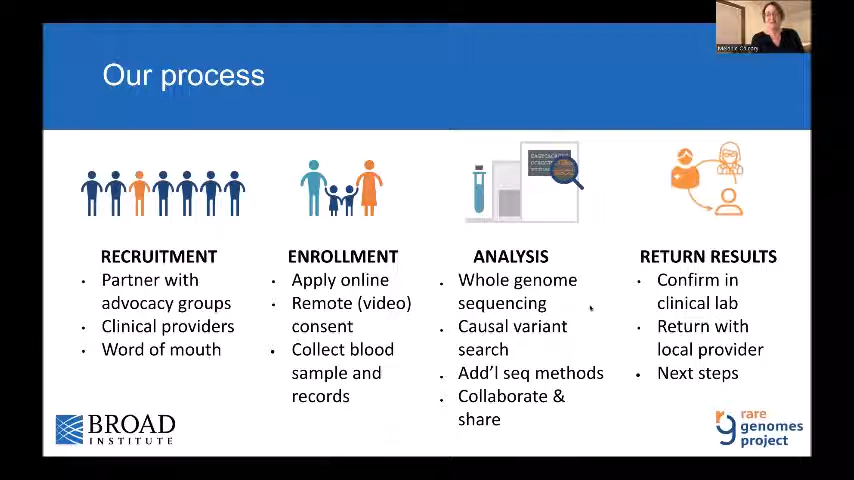 Our process
RECRUITMENT
• Partner with
advocacy groups
• Clinical providers
• Word of mouth
ENROLLMENT
• Apply online
• Remote (video)
consent
• Collect blood
sample and
records
ANALYSIS
• Whole genome
sequencing
• Causal variant
search
• Add'l seq methods
• Collaborate &
share
RETURN RESULTS
• Confirm in
clinical lab
• Return with
local provider
• Next steps
BROAD
INSTITUTE
rg
rare
genomes
project